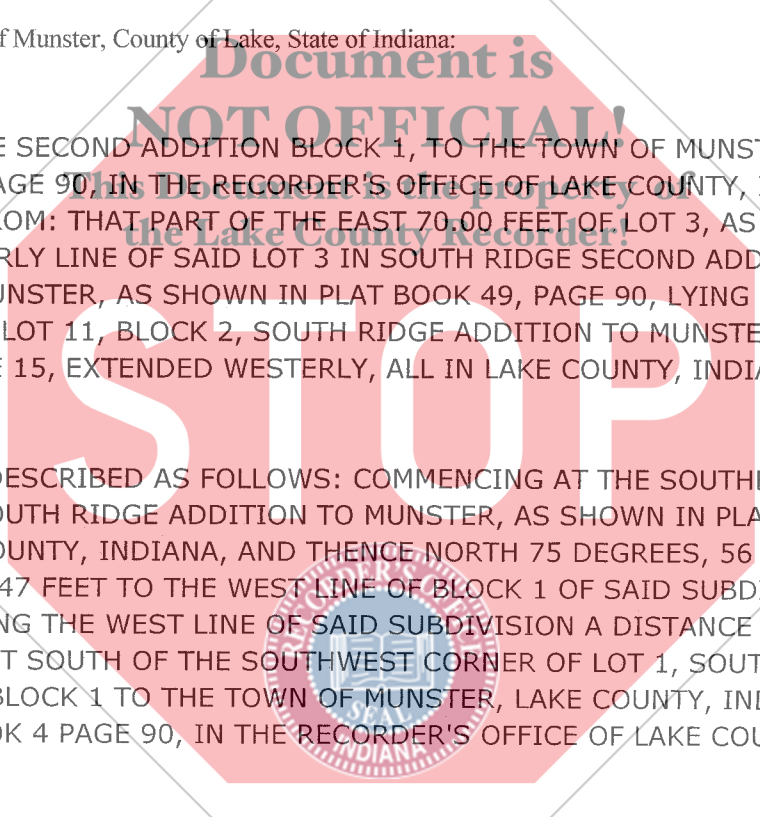 f Munster, County of Lake, State of Indiana:
Document is
NOT OFFICIAL!
E SECOND ADDITION BLOCK 1, TO THE TOWN OF MUNST
This Document is the property of
AGE 90, IN THE RECORDER'S OFFICE OF LAKE COUNTY, I
ROM: THAT PART OF THE EAST 70.00 FEET OF LOT 3, AS
the Lake County Recorder!
RLY LINE OF SAID LOT 3 IN SOUTH RIDGE SECOND ADD
UNSTER, AS SHOWN IN PLAT BOOK 49, PAGE 90, LYING
LOT 11, BLOCK 2, SOUTH RIDGE ADDITION TO MUNSTE
E 15, EXTENDED WESTERLY, ALL IN LAKE COUNTY, INDIA
STOP
DESCRIBED AS FOLLOWS: COMMENCING AT THE SOUTHE
OUTH RIDGE ADDITION TO MUNSTER, AS SHOWN IN PLA
OUNTY, INDIANA, AND THENCE NORTH 75 DEGREES, 56
47 FEET TO THE WEST LINE OF BLOCK 1 OF SAID SUBDI
NG THE WEST LINE OF SAID SUBDIVISION A DISTANCE
T SOUTH OF THE SOUTHWEST CORNER OF LOT 1, SOUT
BLOCK 1 TO THE TOWN OF MUNSTER, LAKE COUNTY, IND
OK 4 PAGE 90, IN THE RECORDER'S OFFICE OF LAKE COU
RECORDER'S OFFICE
SEAL
INDIANA